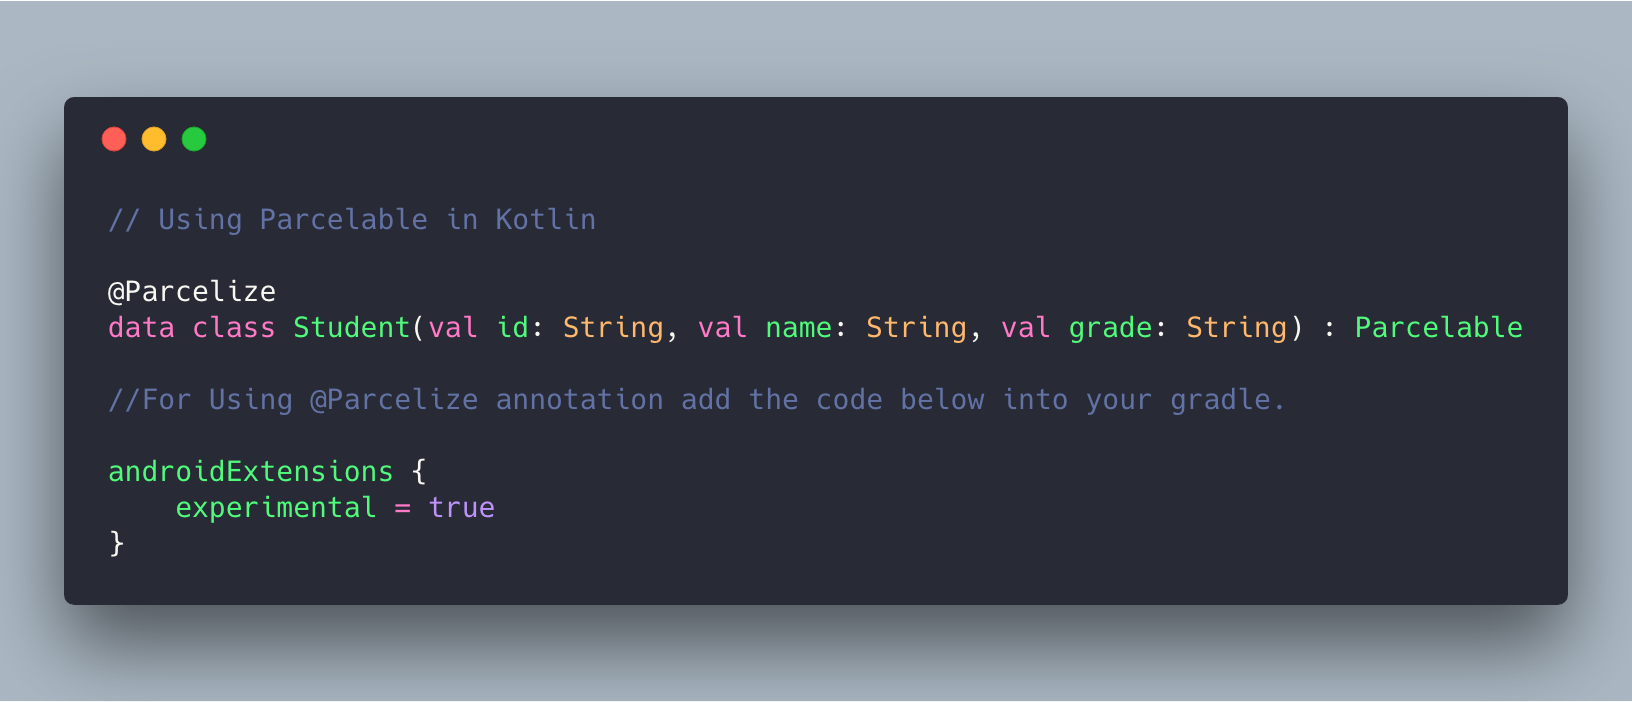 // Using Parcelable in Kotlin
@Parcelize
data class Student(val id: String, val name: String, val grade: String) : Parcelable
//For Using @Parcelize annotation add the code below into your gradle.
androidExtensions {
    experimental = true
}